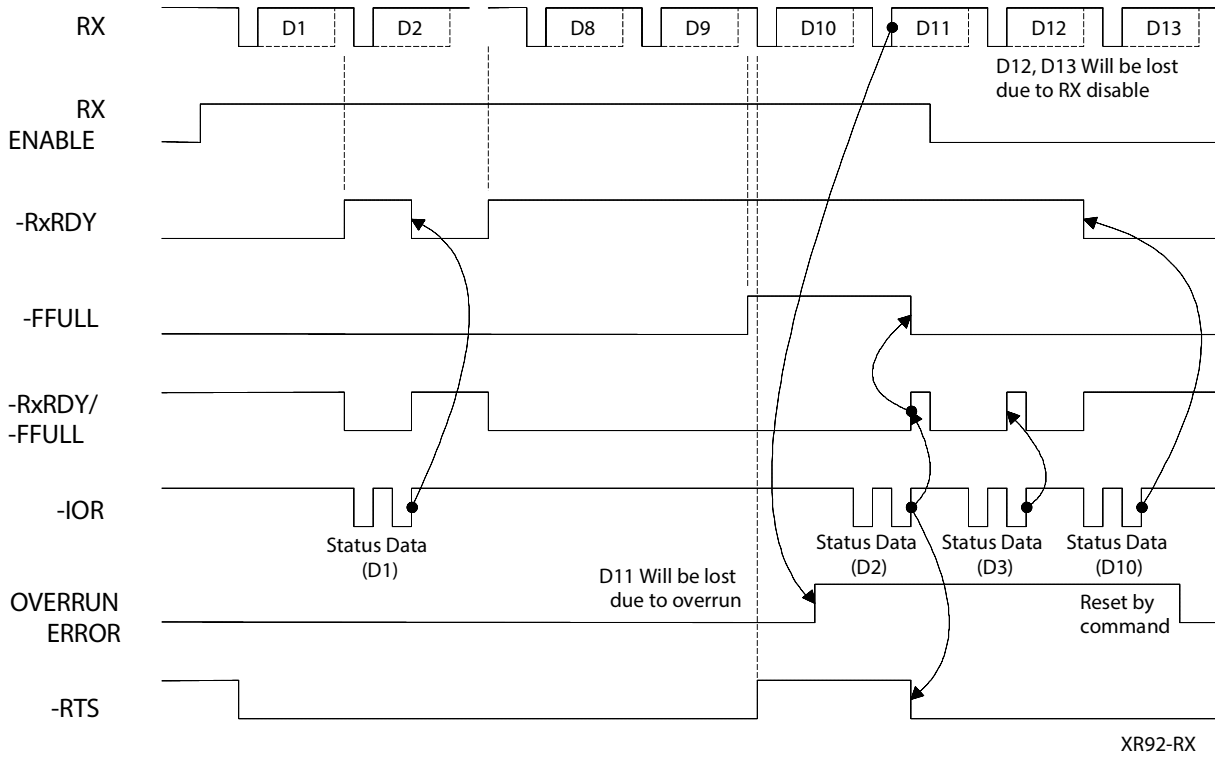 RX
D1
D2
D8
D9
D10
D11
D12
D13
D12, D13 Will be lost
due to RX disable
RX
ENABLE
-RxRDY
-FFULL
-RxRDY/
-FFULL
-IOR
Status Data
(D1)
Status Data
(D2)
Status Data
(D3)
Status Data
(D10)
D11 Will be lost
due to overrun
OVERRUN
ERROR
Reset by
command
-RTS
XR92-RX